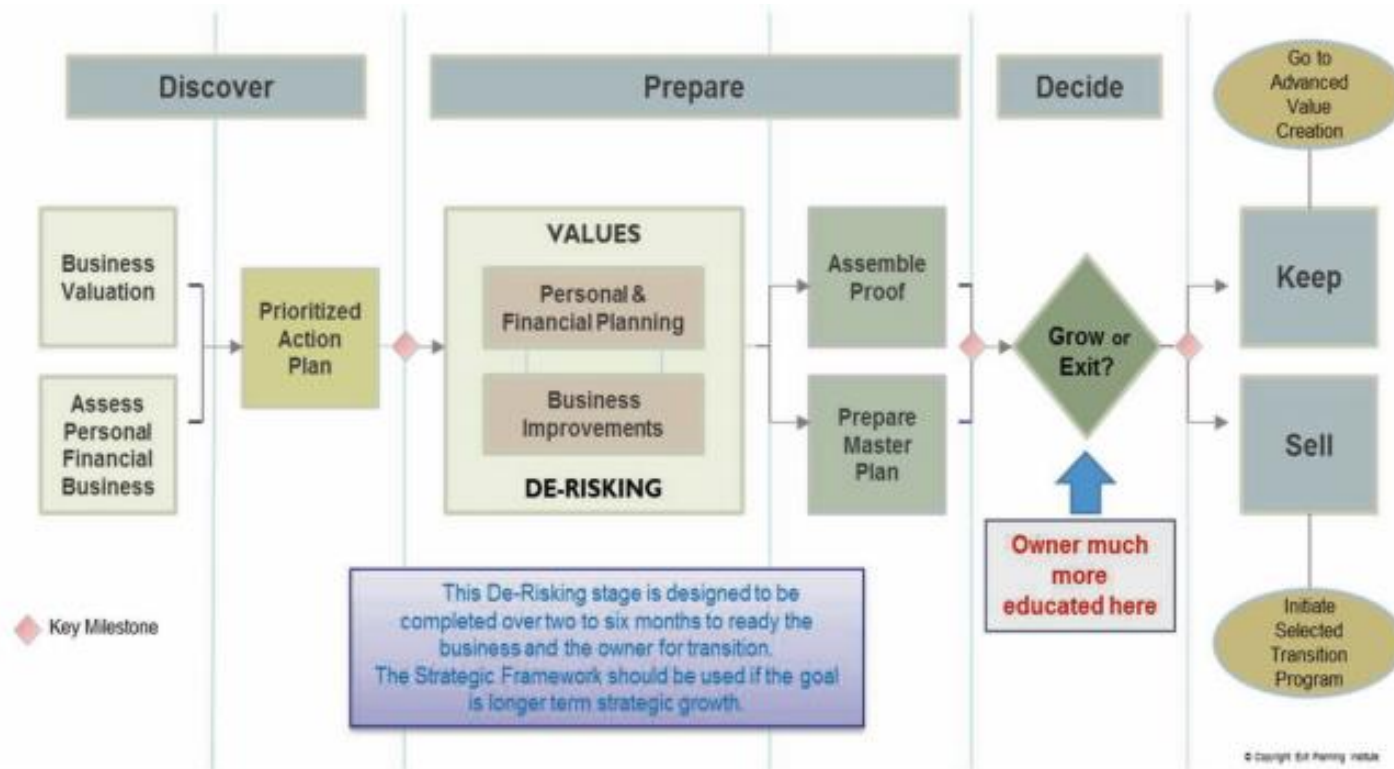 Discover
Prepare
Decide
Go to
Advanced
Value
Creation
Business
Valuation
Assess
Personal
Financial
Business
Prioritized
Action
Plan
VALUES
Personal &
Financial Planning
Business
Improvements
DE-RISKING
Assemble
Proof
Prepare
Master
Plan
Grow or
Exit?
Keep
Sell
Owner much
more
educated here
Initiate
Selected
Transition
Program
This De-Risking stage is designed to be
completed over two to six months to ready the
business and the owner for transition.
The Strategic Framework should be used if the goal
is longer term strategic growth.
Key Milestone
© Copyright Exit Planning Institute